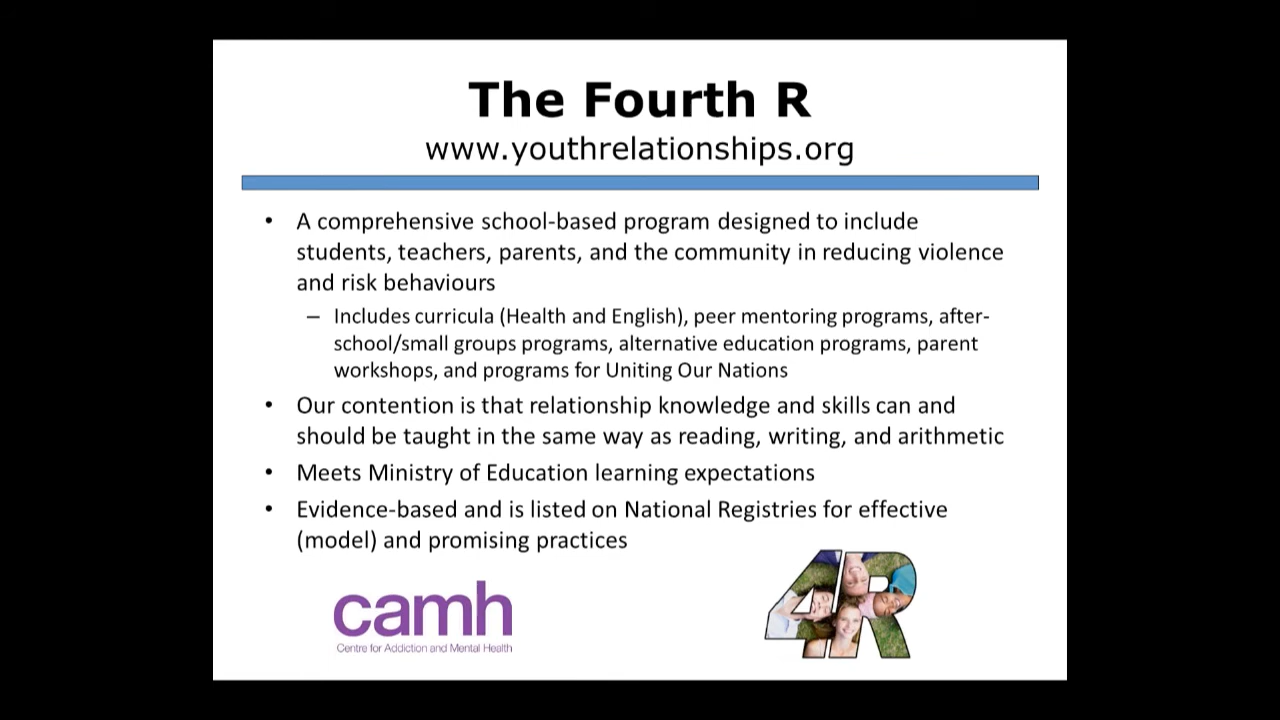 The Fourth R
www.youthrelationships.org
• A comprehensive school-based program designed to include
students, teachers, parents, and the community in reducing violence
and risk behaviours
– Includes curricula (Health and English), peer mentoring programs, after-
school/small groups programs, alternative education programs, parent
workshops, and programs for Uniting Our Nations
• Our contention is that relationship knowledge and skills can and
should be taught in the same way as reading, writing, and arithmetic
• Meets Ministry of Education learning expectations
• Evidence-based and is listed on National Registries for effective
(model) and promising practices
4R
camh
Centre for Addiction and Mental Health